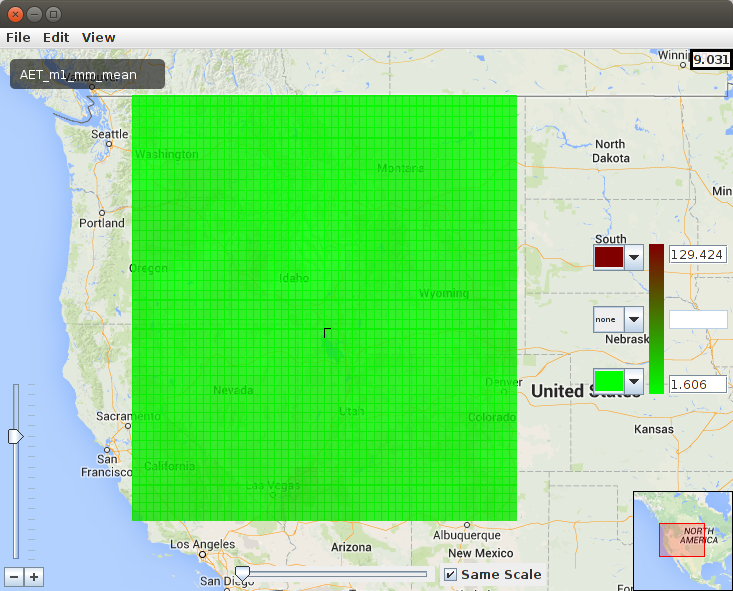 File Edit View
AET_m1_mm_mean
9.031
Seattle
Washington
Montana
North
Dakota
Portland
Oregon
Idaho
Wyoming
South
129.424
none
Nebrask
Nevada
Utah
Denver
Colorado
United States
1.606
Kansas
Sacramento
San
Francisco
California
Las Vegas
Los Angeles
Arizona
Albuquerque
New Mexico
San Diego
Same Scale
NORTH
AMERICA
Winnip
Min
For